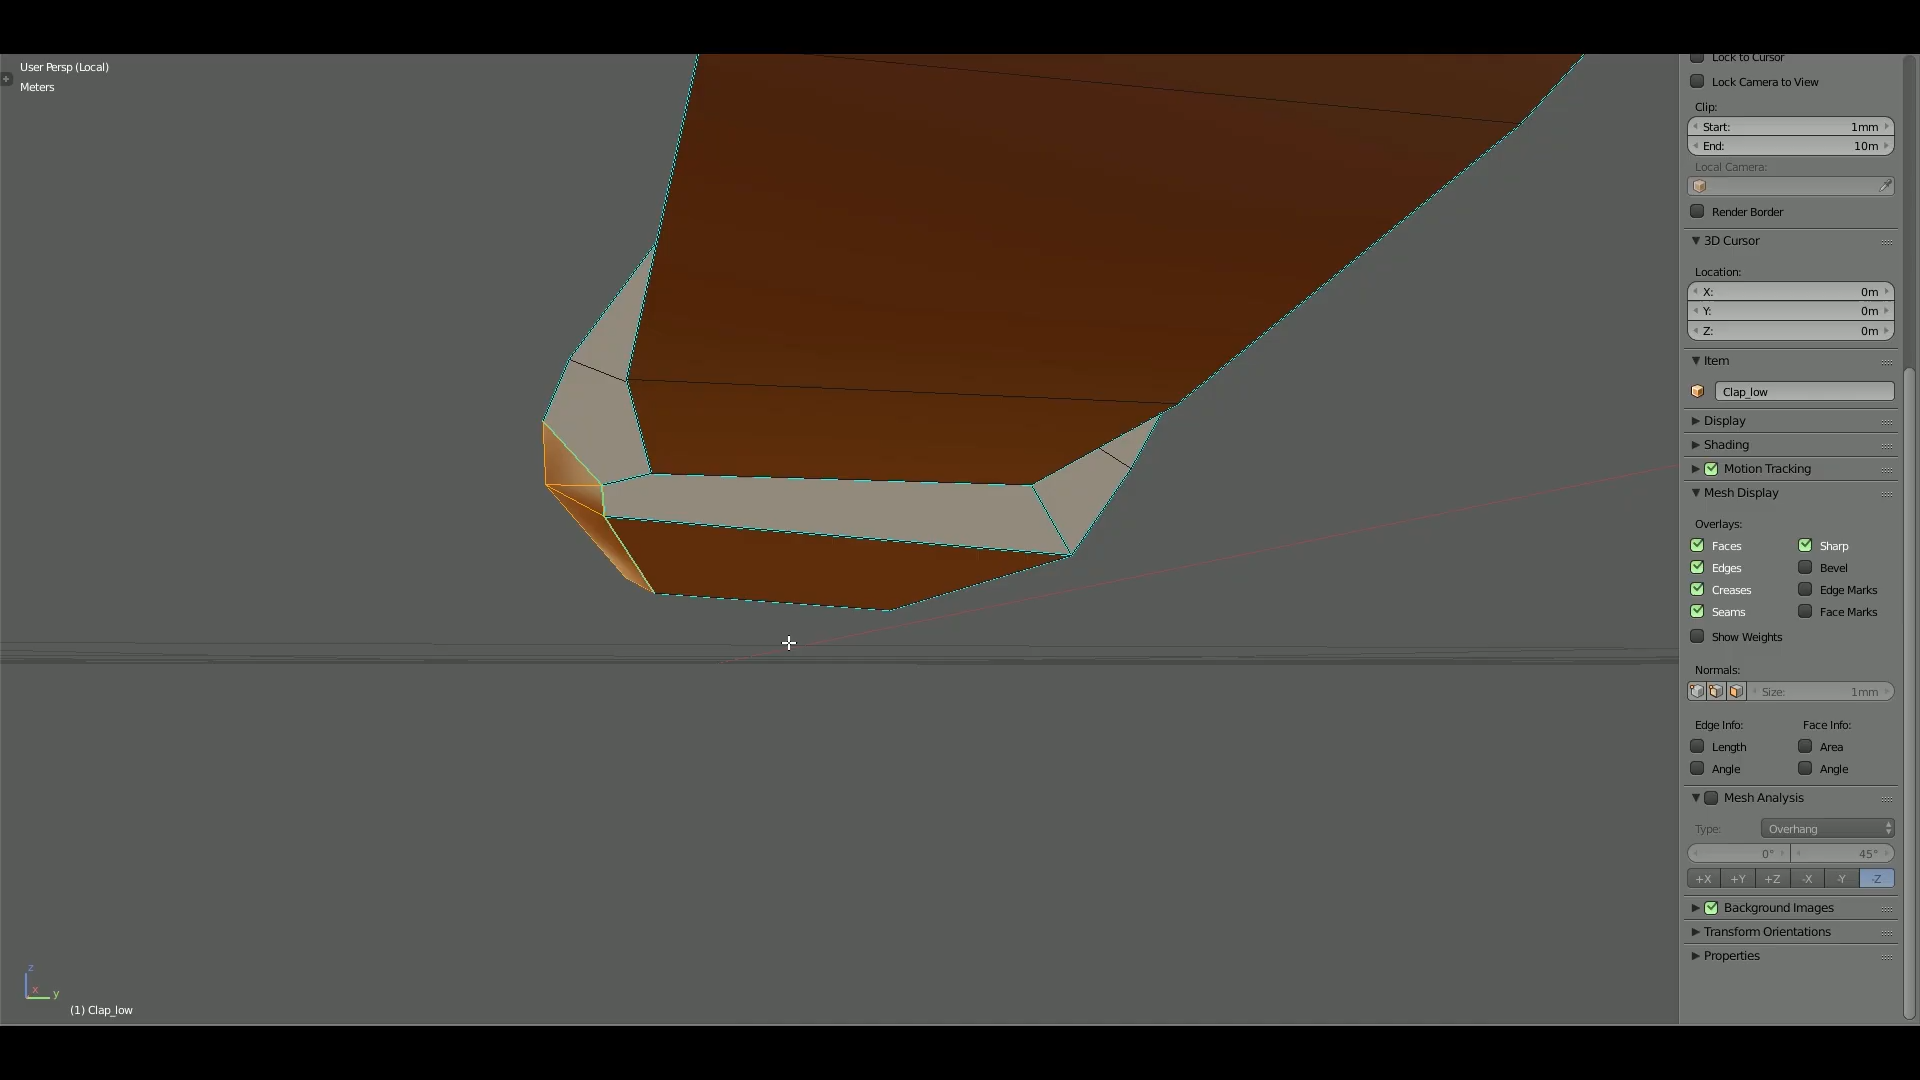 User Persp (Local)
Meters
Lock to Cursor
Lock Camera to View
Clip:
Start: 1mm
End: 10m
Local Camera:
Render Border
3D Cursor
Location:
X: 0m
Y: 0m
Z: 0m
Item
Clap_low
Display
Shading
Motion Tracking
Mesh Display
Overlays:
Faces Sharp
Edges Bevel
Creases Edge Marks
Seams Face Marks
Show Weights
Normals:
Size: 1mm
Edge Info: Face Info:
Length Area
Angle Angle
Mesh Analysis
Type: Overhang
0° 45°
+X +Y +Z -X -Y -Z
Background Images
Transform Orientations
Properties
z
x y
(1) Clap_low